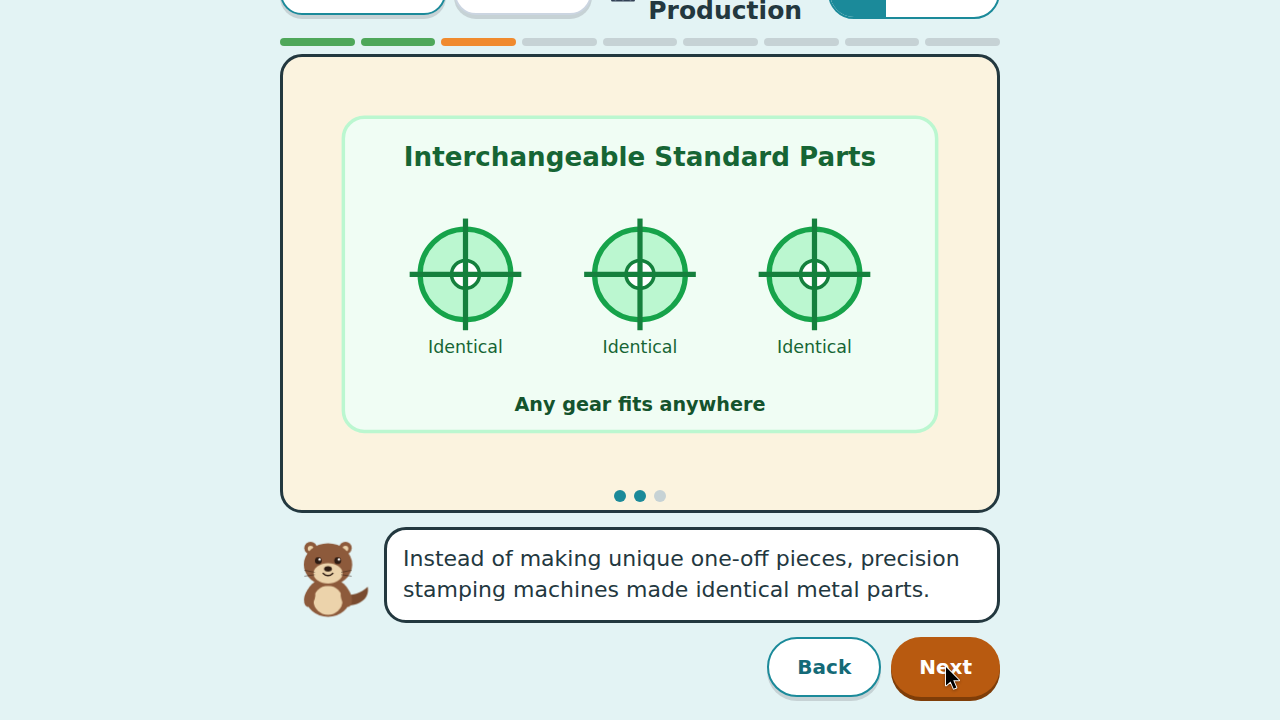 Production
Interchangeable Standard Parts
Identical
Identical
Identical
Any gear fits anywhere
Instead of making unique one-off pieces, precision
stamping machines made identical metal parts.
Back
Next